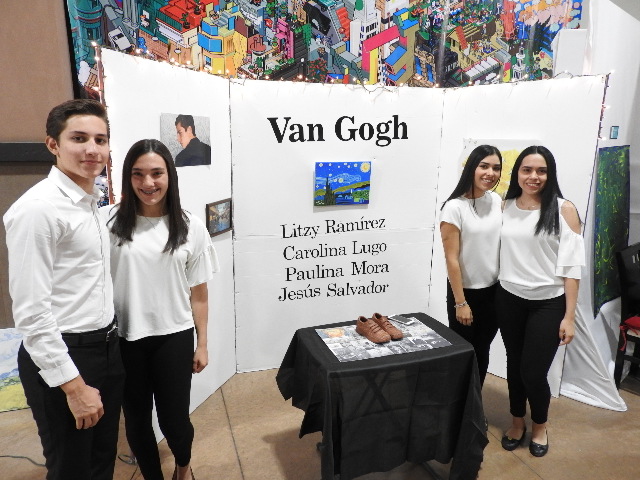 Van Gogh
Litzy Ramírez
Carolina Lugo
Paulina Mora
Jesús Salvador